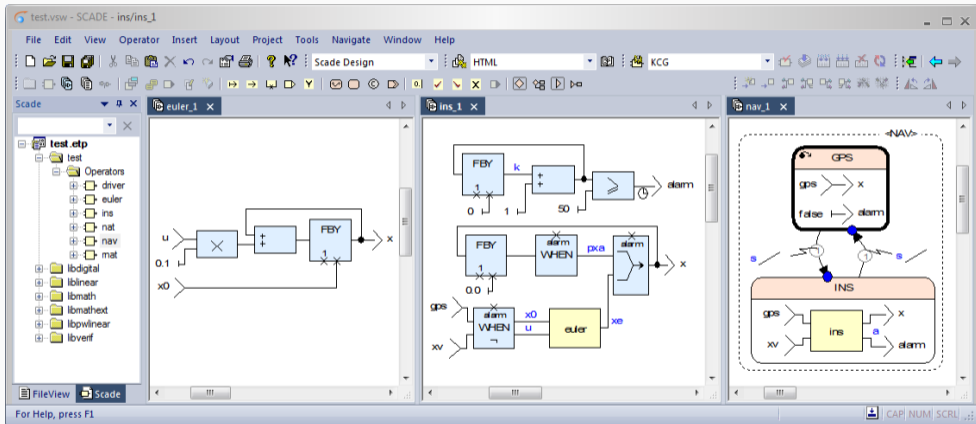 test.vsw - SCADE - ins/ins_1
File Edit View Operator Insert Layout Project Tools Navigate Window Help
Scade Design HTML KCG
Scade
euler_1
ins_1
nav_1
test.etp
test
Operators
driver
euler
ins
nat
nav
mat
libdigital
liblinear
libmath
libmathext
libpwlinear
libverif
FileView Scade
u
0.1
x0
FBY
1
x
FBY
k
1
0
1
50
alarm
FBY
1
0.0
alarm
WHEN
pxa
alarm
x
gps
xv
alarm
WHEN
x0
u
euler
xe
<NAV>
GPS
gps x
false alarm
s
1
1
s
INS
gps
xv
ins
x
a
alarm
For Help, press F1
CAP NUM SCRL